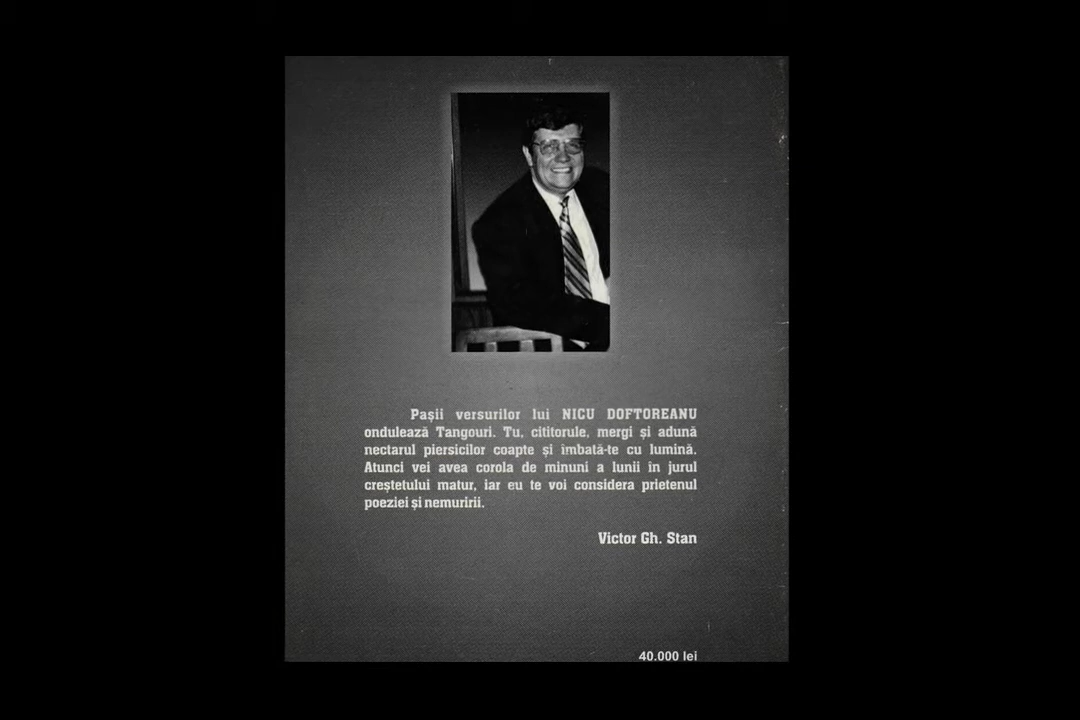 Pașii versurilor lui NICU DOFTOREANU
ondulează Tangouri. Tu, cititorule, mergi și adună
nectarul piersicilor coapte și îmbată-te cu lumină.
Atunci vei avea corola de minuni a lunii în jurul
creștetului matur, iar eu te voi considera prietenul
poeziei și nemuririi.
Victor Gh. Stan
40.000 lei